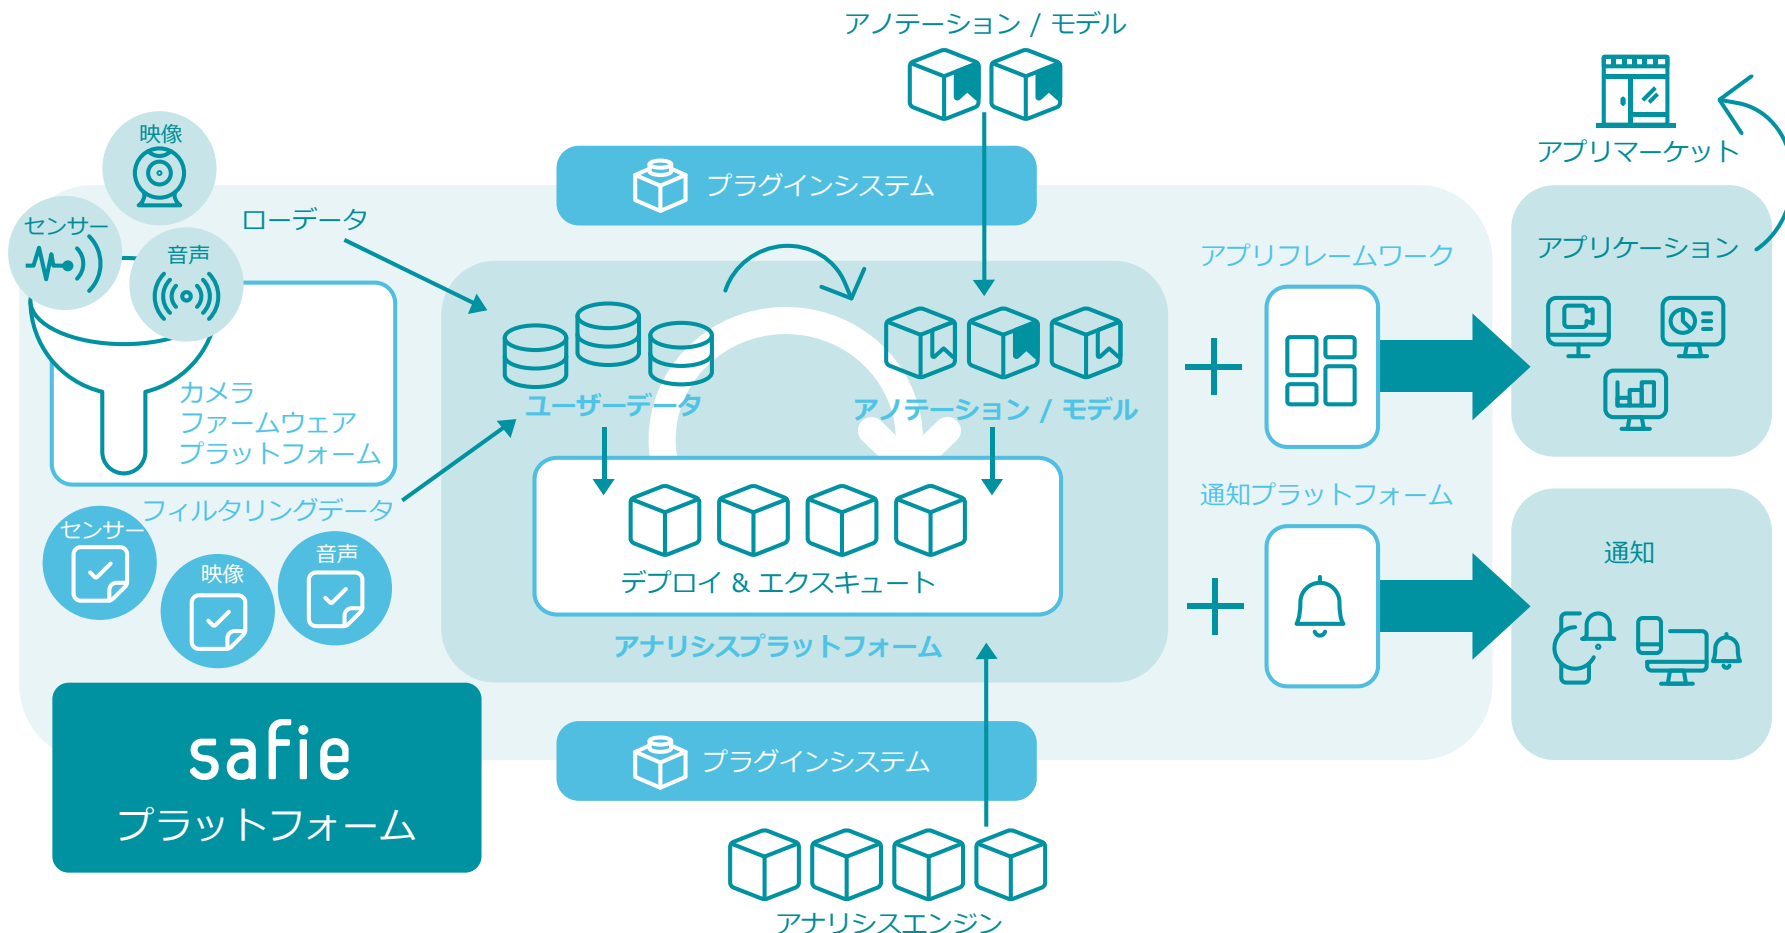 アノテーション / モデル
映像
センサー
音声
ローデータ
プラグインシステム
アプリマーケット
アプリフレームワーク
アプリケーション
カメラ
ファームウェア
プラットフォーム
ユーザーデータ
アノテーション / モデル
フィルタリングデータ
センサー
映像
音声
デプロイ & エクスキュート
アナリシスプラットフォーム
通知プラットフォーム
通知
safie
プラットフォーム
プラグインシステム
アナリシスエンジン